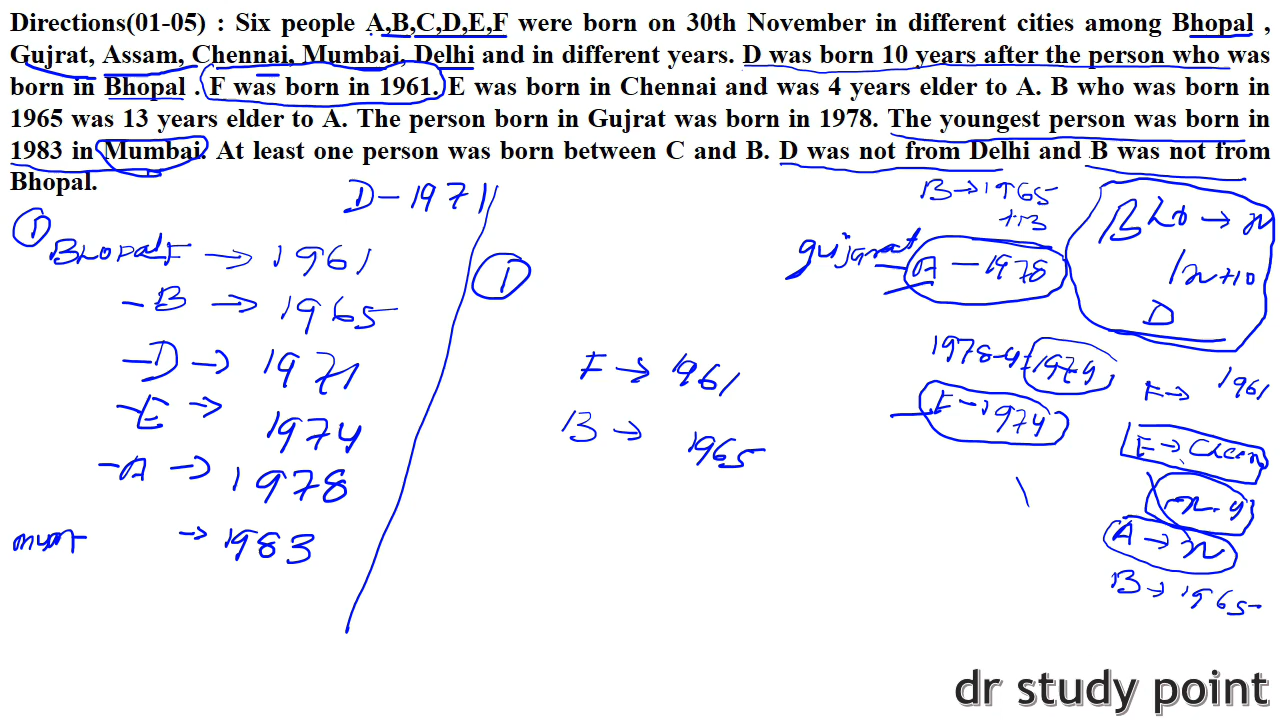 Directions(01-05) : Six people A,B,C,D,E,F were born on 30th November in different cities among Bhopal ,
Gujrat, Assam, Chennai, Mumbai, Delhi and in different years. D was born 10 years after the person who was
born in Bhopal . F was born in 1961. E was born in Chennai and was 4 years elder to A. B who was born in
1965 was 13 years elder to A. The person born in Gujrat was born in 1978. The youngest person was born in
1983 in Mumbai. At least one person was born between C and B. D was not from Delhi and B was not from
Bhopal.
D - 1971
B → 1965
+13
BHO → x
1
BHOPAL F → 1961
gujarat A - 1978
x+10
D
- B → 1965
1
- D → 1971
1978-4=1974
F → 1961
F → 1961
- E → 1974
E - 1974
B → 1965
E → Chenn
- A → 1978
x-4
A → x
→ 1983
B → 1965
dr study point